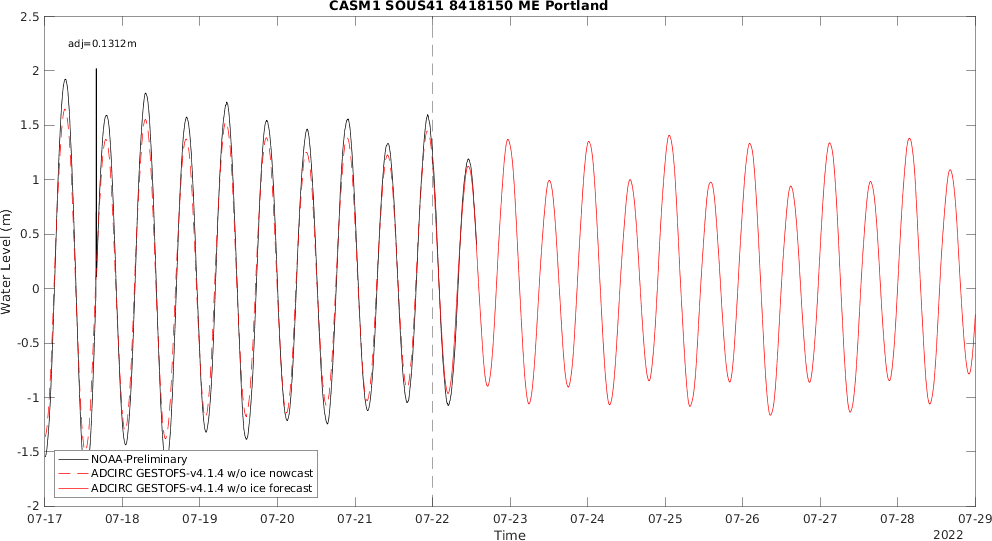 CASM1 SOUS41 8418150 ME Portland
2.5
adj=0.1312m
2
1.5
1
0.5
0
-0.5
-1
-1.5
-2
Water Level (m)
NOAA-Preliminary
ADCIRC GESTOFS-v4.1.4 w/o ice nowcast
ADCIRC GESTOFS-v4.1.4 w/o ice forecast
07-17 07-18 07-19 07-20 07-21 07-22 07-23 07-24 07-25 07-26 07-27 07-28 07-29
Time
2022